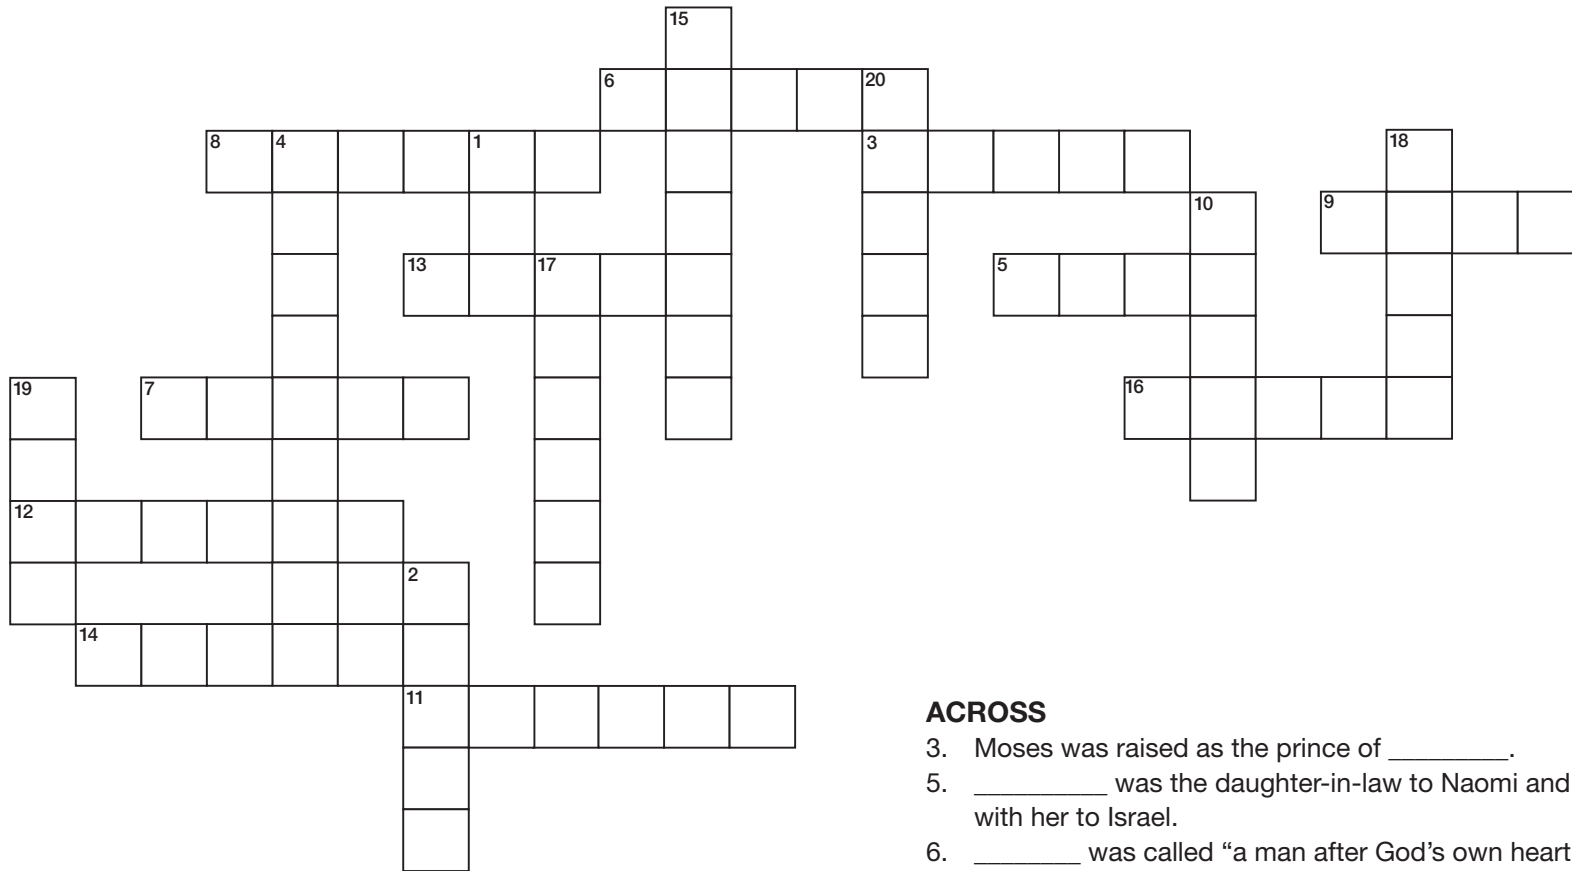 15
6 20
8 4 1 3 18
10 9
13 17 5
19 7 16
12
2
14
11
ACROSS
3. Moses was raised as the prince of _________.
5. __________ was the daughter-in-law to Naomi and
with her to Israel.
6. ________ was called “a man after God’s own heart